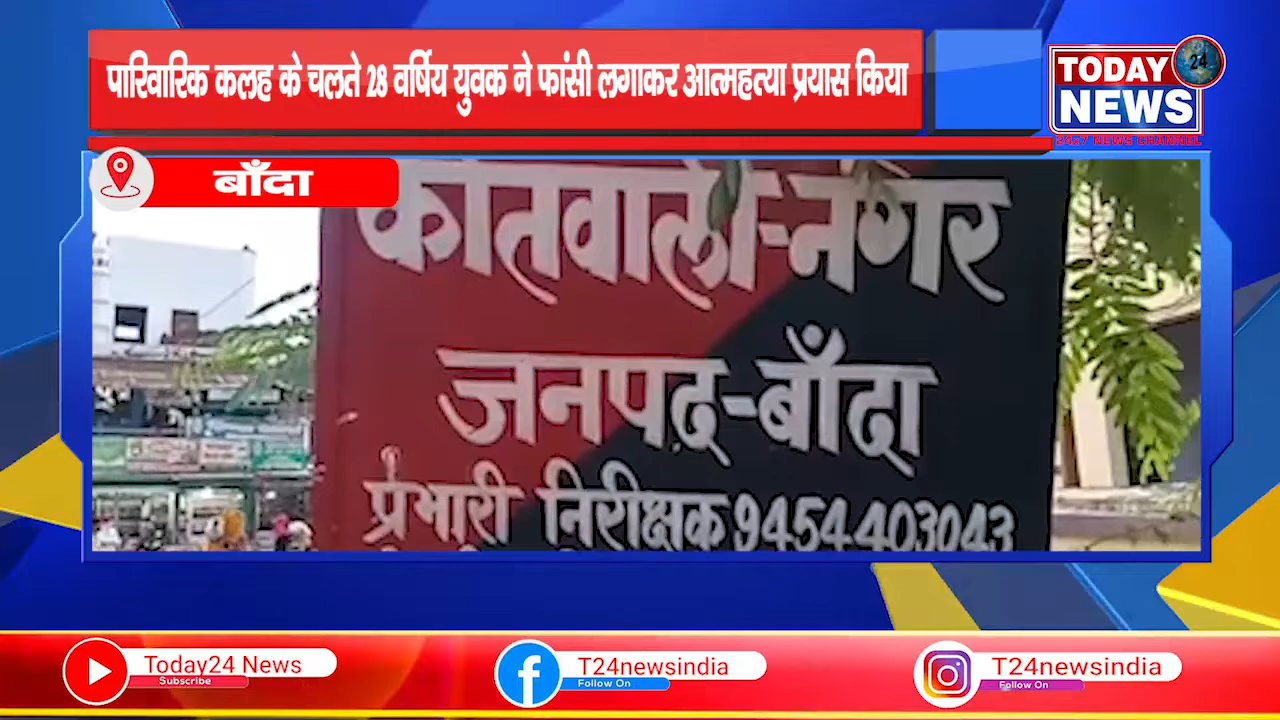 पारिवारिक कलह के चलते 28 वर्षिय युवक ने फांसी लगाकर आत्महत्या प्रयास किया
24
TODAY
NEWS
24x7 NEWS CHANNEL
बाँदा
कोतवाली-नगर
जनपद-बाँदा
प्रभारी निरीक्षक 9454403043
Today24 News
Subscribe
T24newsindia
Follow On
T24newsindia
Follow On